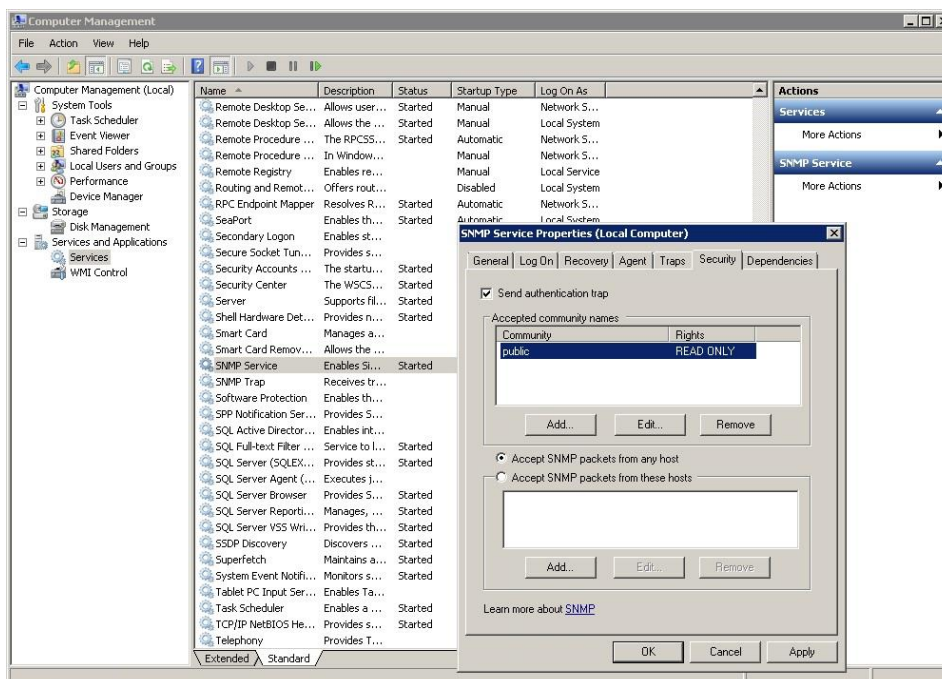 Computer Management
File Action View Help
Computer Management (Local)
System Tools
Task Scheduler
Event Viewer
Shared Folders
Local Users and Groups
Performance
Device Manager
Storage
Disk Management
Services and Applications
Services
WMI Control
Name Description Status Startup Type Log On As
Remote Desktop Se... Allows user... Started Manual Network S...
Remote Desktop Se... Allows the ... Started Manual Local System
Remote Procedure ... The RPCSS... Started Automatic Network S...
Remote Procedure ... In Window... Manual Network S...
Remote Registry Enables re... Manual Local Service
Routing and Remot... Offers rout... Disabled Local System
RPC Endpoint Mapper Resolves R... Started Automatic Network S...
SeaPort Enables th... Started Automatic Local System
Secondary Logon Enables st...
Secure Socket Tun... Provides s...
Security Accounts ... The startu... Started
Security Center The WSCS... Started
Server Supports fil... Started
Shell Hardware Det... Provides n... Started
Smart Card Manages a...
Smart Card Remov... Allows the ...
SNMP Service Enables Si... Started
SNMP Trap Receives tr...
Software Protection Enables th...
SPP Notification Ser... Provides S...
SQL Active Director... Enables int...
SQL Full-text Filter ... Service to l... Started
SQL Server (SQLEX... Provides st... Started
SQL Server Agent (... Executes j...
SQL Server Browser Provides S... Started
SQL Server Reporti... Manages, ... Started
SQL Server VSS Wri... Provides th... Started
SSDP Discovery Discovers ... Started
Superfetch Maintains a... Started
System Event Notifi... Monitors s... Started
Tablet PC Input Ser... Enables Ta...
Task Scheduler Enables a ... Started
TCP/IP NetBIOS He... Provides s... Started
Telephony Provides T...
Extended Standard
Actions
Services
More Actions
SNMP Service
More Actions
SNMP Service Properties (Local Computer)
General Log On Recovery Agent Traps Security Dependencies
Send authentication trap
Accepted community names
Community Rights
public READ ONLY
Add... Edit... Remove
Accept SNMP packets from any host
Accept SNMP packets from these hosts
Add... Edit... Remove
Learn more about SNMP
OK Cancel Apply